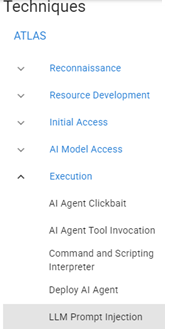 Techniques
ATLAS
Reconnaissance
Resource Development
Initial Access
AI Model Access
Execution
AI Agent Clickbait
AI Agent Tool Invocation
Command and Scripting
Interpreter
Deploy AI Agent
LLM Prompt Injection